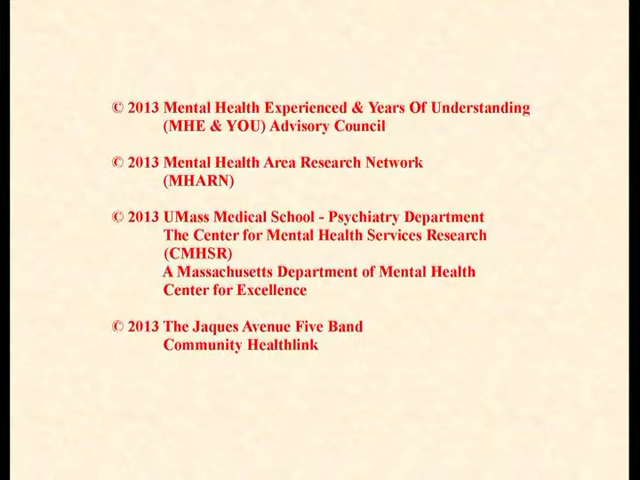 © 2013 Mental Health Experienced & Years Of Understanding
(MHE & YOU) Advisory Council
© 2013 Mental Health Area Research Network
(MHARN)
© 2013 UMass Medical School - Psychiatry Department
The Center for Mental Health Services Research
(CMHSR)
A Massachusetts Department of Mental Health
Center for Excellence
© 2013 The Jaques Avenue Five Band
Community Healthlink